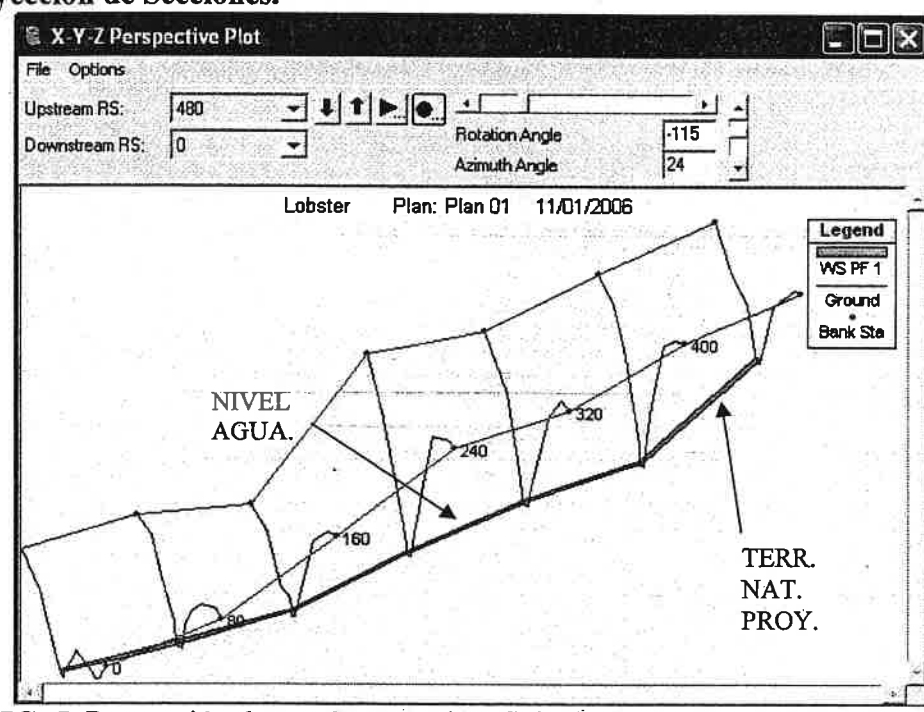 de Secciones.
X-Y-Z Perspective Plot
File Options
Upstream RS: 480
Downstream RS: 0
Rotation Angle -115
Azimuth Angle 24
Lobster Plan: Plan 01 11/01/2006
Legend
WS PF 1
Ground
Bank Sta
400
320
240
160
80
0
NIVEL
AGUA.
TERR.
NAT.
PROY.